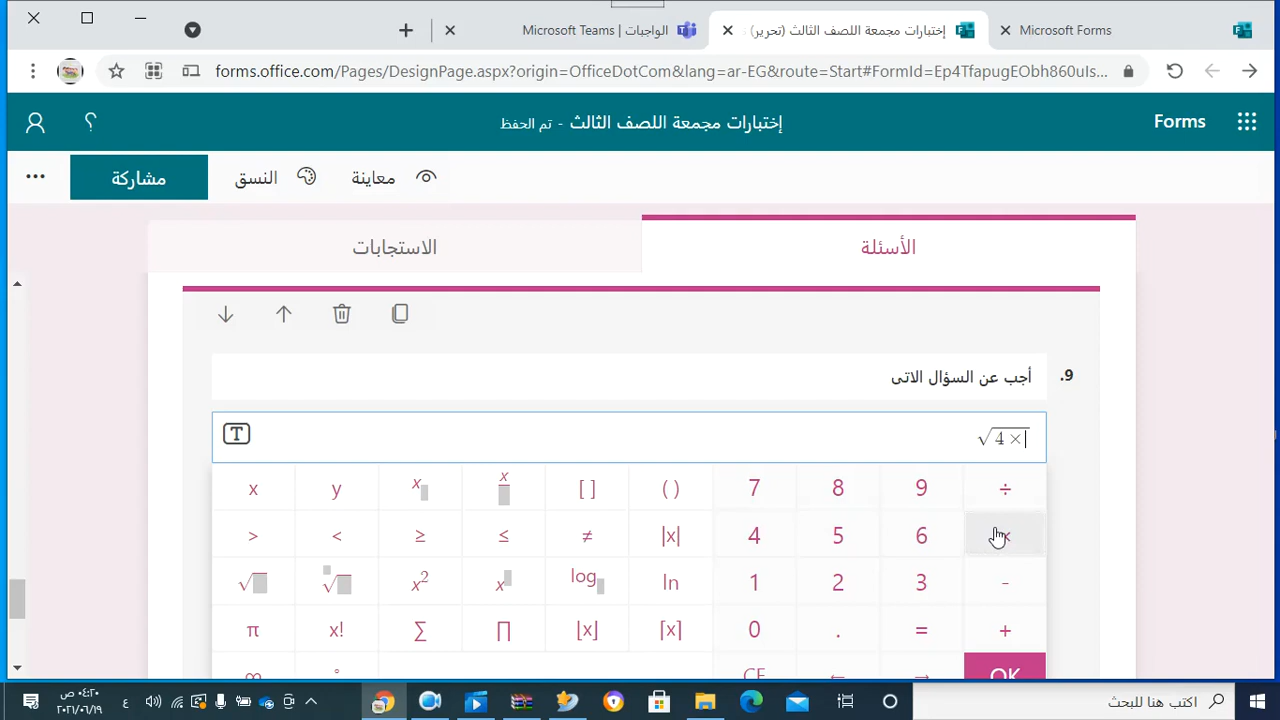 Microsoft Forms
إختبارات مجمعة اللصف الثالث (تحرير) :
Microsoft Teams | الواجبات
forms.office.com/Pages/DesignPage.aspx?origin=OfficeDotCom&lang=ar-EG&route=Start#FormId=Ep4TfapugEObh860uIs...
Forms
إختبارات مجمعة اللصف الثالث - تم الحفظ
؟
معاينة
النسق
مشاركة
...
الأسئلة
الاستجابات
9.
أجب عن السؤال الاتى
√4 ×
T
x y x x [ ] ( ) 7 8 9 ÷
> < ≥ ≤ ≠ |x| 4 5 6 ×
√ √ x² x log ln 1 2 3 -
π x! ∑ ∏ ⌊x⌋ ⌈x⌉ 0 . = +
∞ ° CE ← → OK
اكتب هنا للبحث
ع
٠٤:٢٠ ص
٢٠٢١/٠٦/١٩